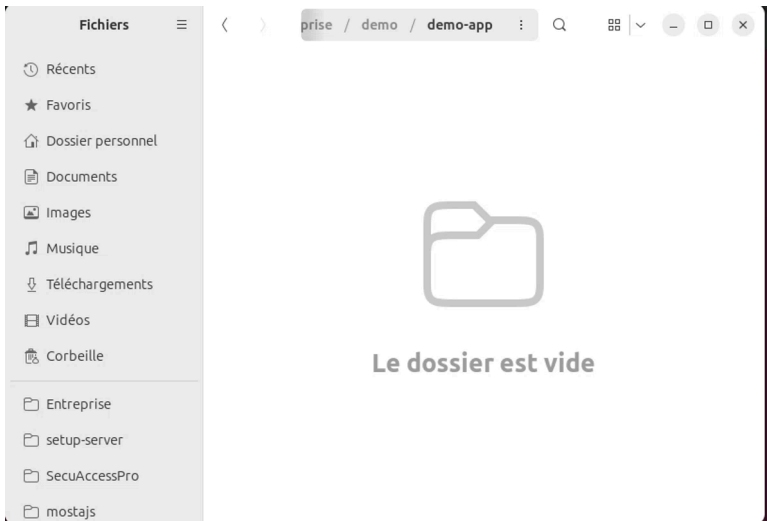 Fichiers
prise / demo / demo-app
Récents
Favoris
Dossier personnel
Documents
Images
Musique
Téléchargements
Vidéos
Corbeille
Entreprise
setup-server
SecuAccessPro
mostajs
Le dossier est vide